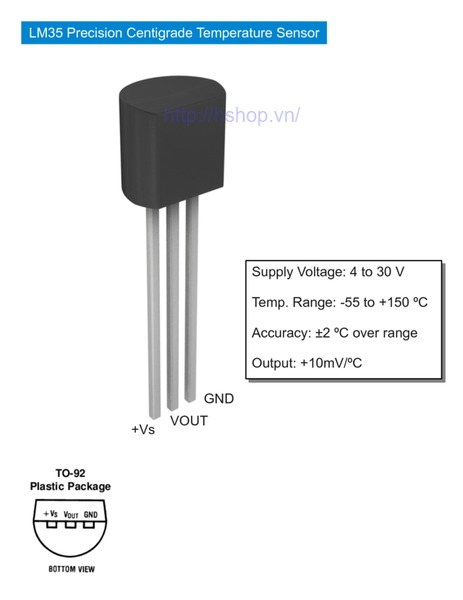 LM35 Precision Centigrade Temperature Sensor
http://hshop.vn/
Supply Voltage: 4 to 30 V
Temp. Range: -55 to +150 ºC
Accuracy: ±2 ºC over range
Output: +10mV/ºC
GND
VOUT
+Vs
TO-92
Plastic Package
+VS VOUT GND
BOTTOM VIEW